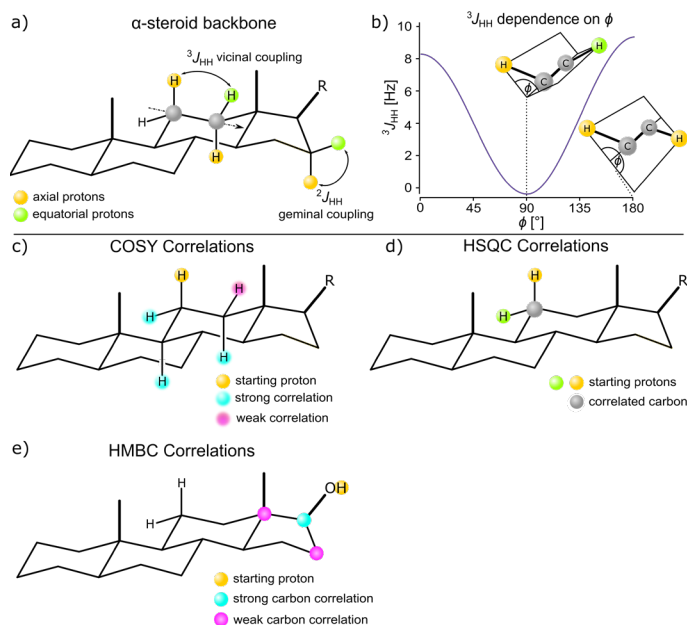 a)
α-steroid backbone
³J_HH vicinal coupling
H
H
H
H
R
²J_HH
geminal coupling
axial protons
equatorial protons
b)
³J_HH dependence on ϕ
³J_HH [Hz]
10
8
6
4
2
0
0
45
90
135
180
ϕ [°]
H
C
C
H
ϕ
H
C
C
H
ϕ
c)
COSY Correlations
H
H
H
H
H
R
starting proton
strong correlation
weak correlation
d)
HSQC Correlations
H
H
R
starting protons
correlated carbon
e)
HMBC Correlations
H
H
OH
starting proton
strong carbon correlation
weak carbon correlation